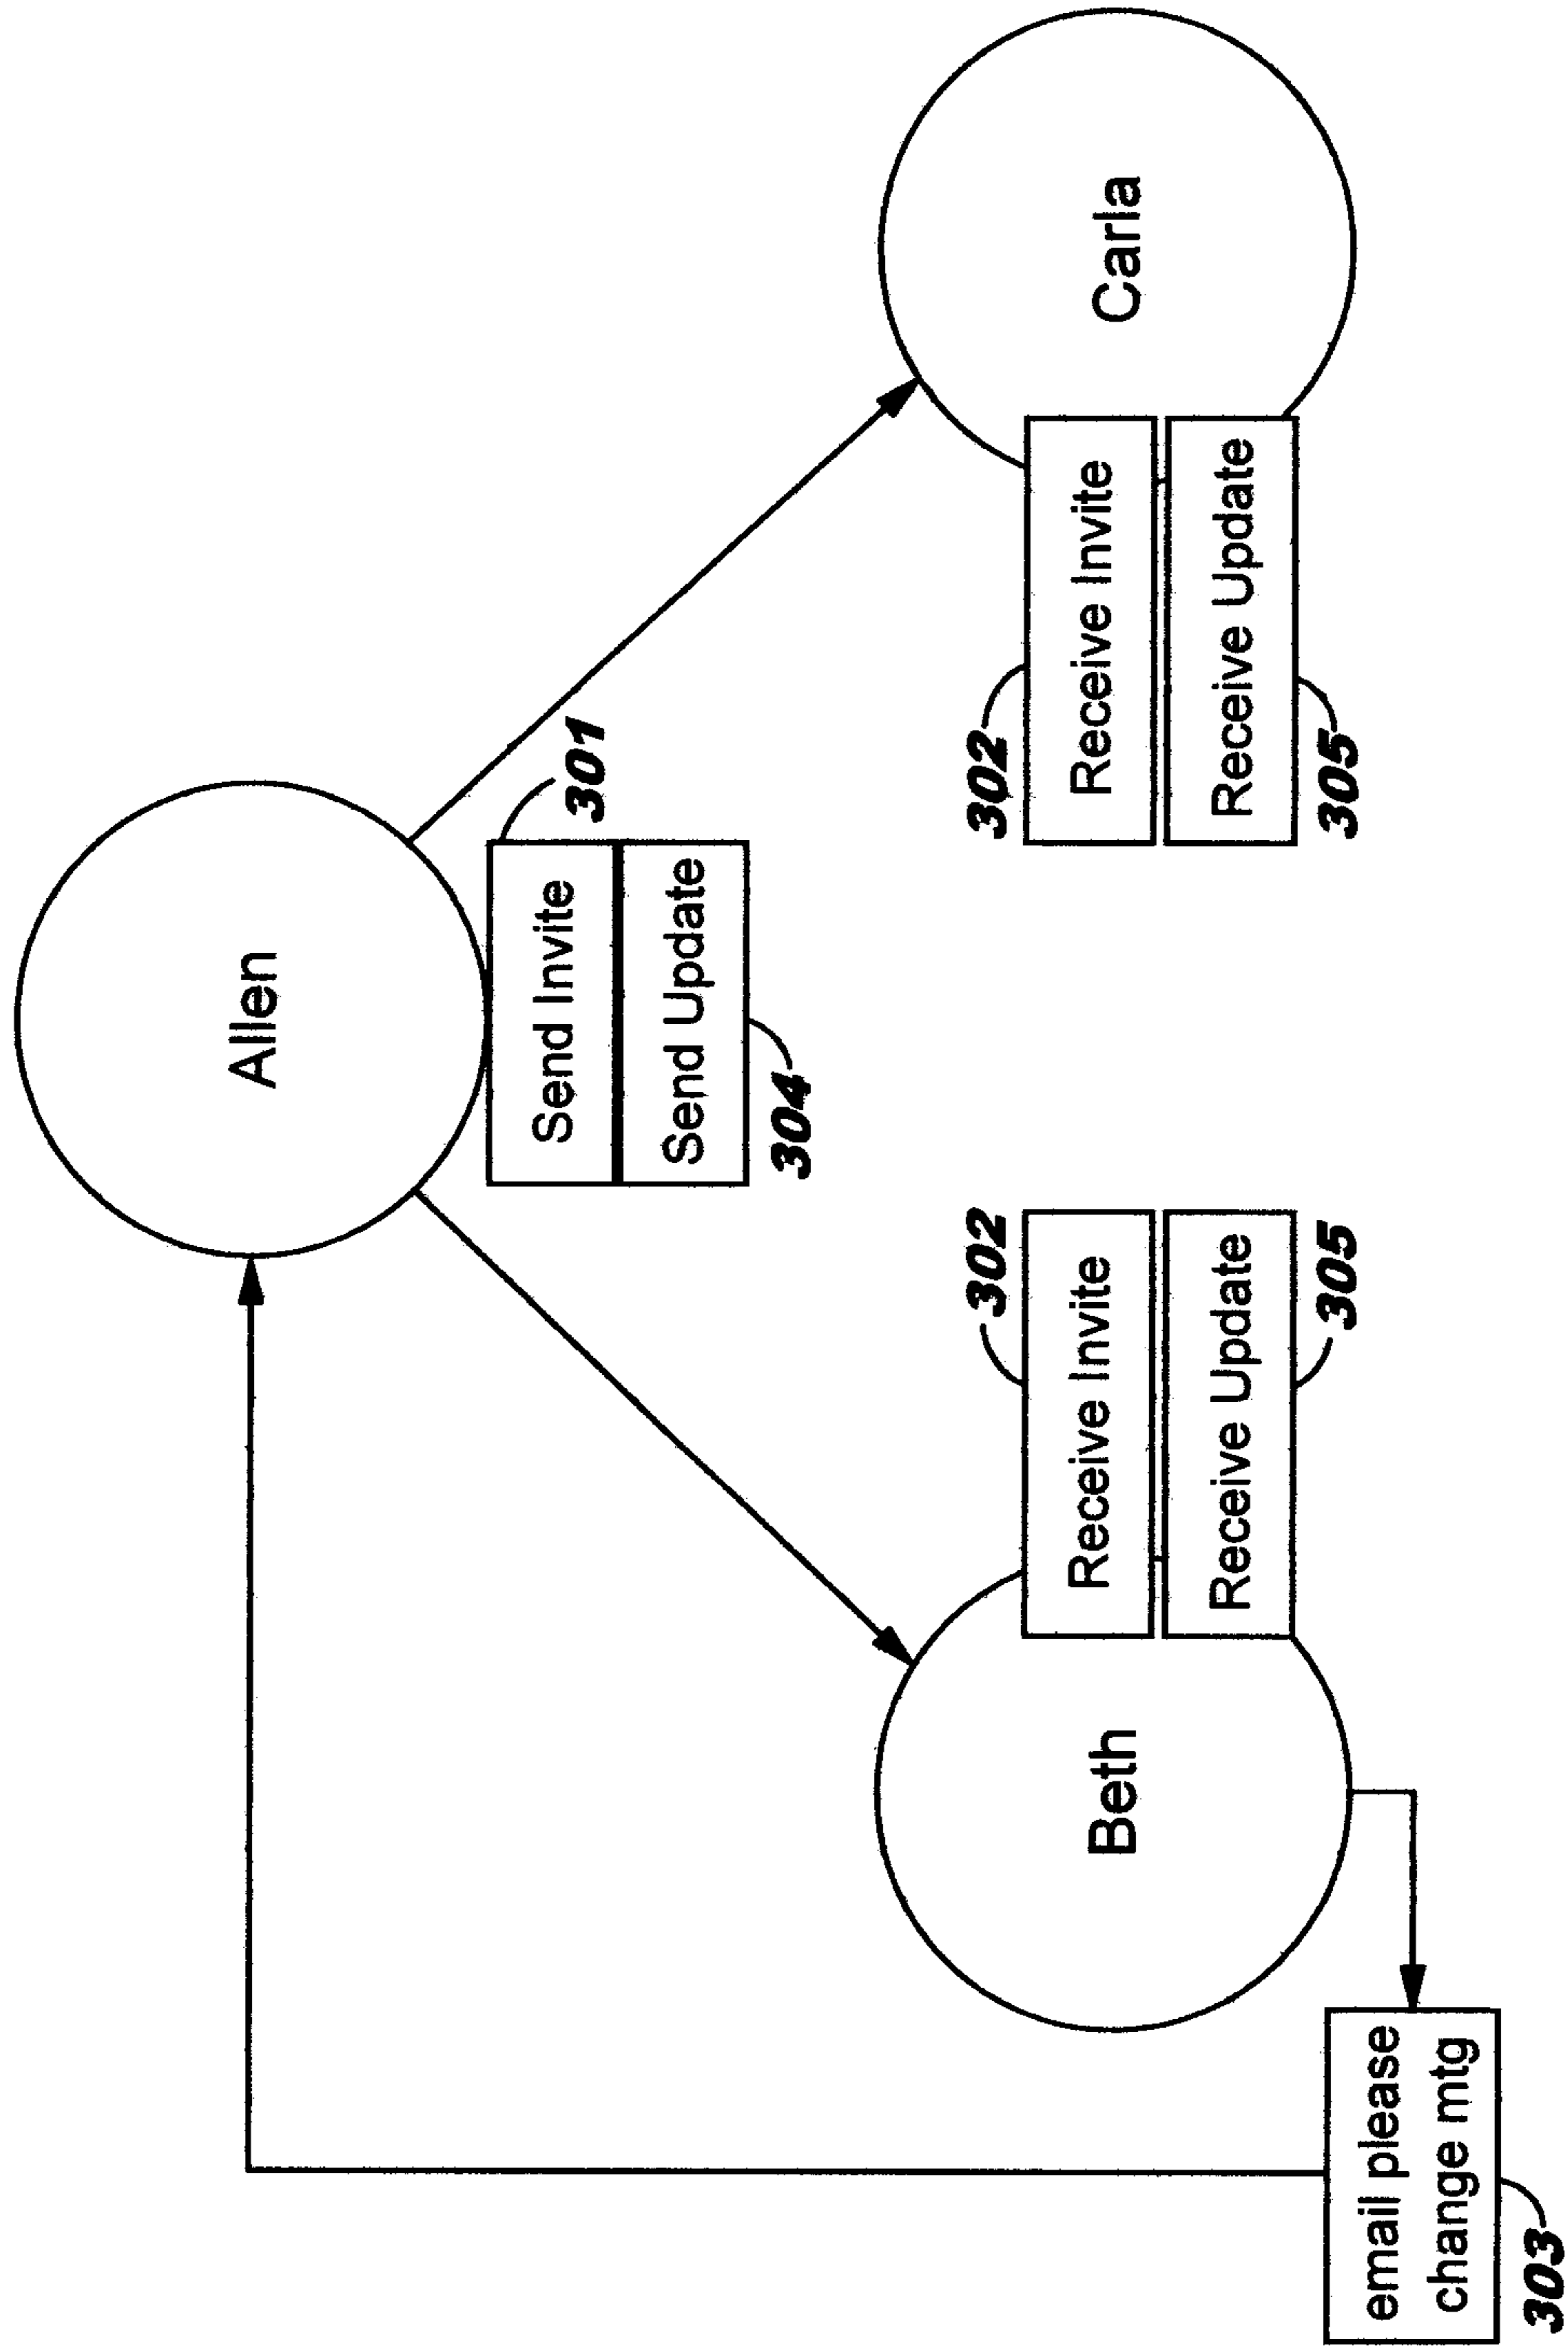 Allen
Send Invite
301
Send Update
304
302
Receive Invite
Receive Update
305
Beth
302
Receive Invite
Receive Update
305
Carla
email please
change mtg
303